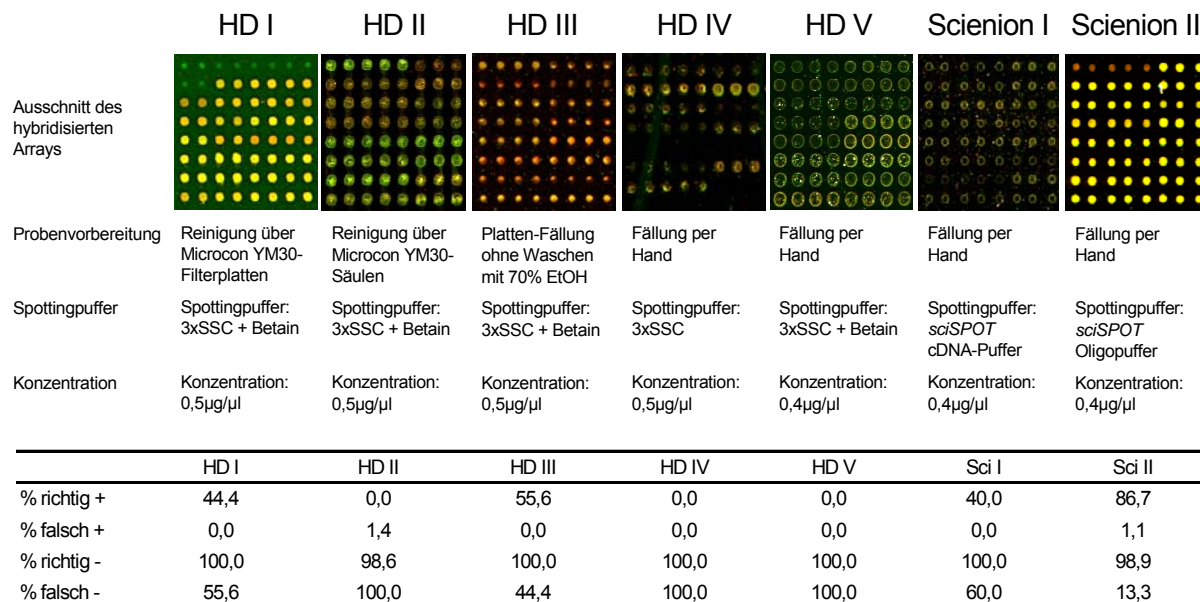 HD I HD II HD III HD IV HD V Scienion I Scienion II
Ausschnitt des
hybridisierten
Arrays
Probenvorbereitung
Reinigung über
Microcon YM30-
Filterplatten
Reinigung über
Microcon YM30-
Säulen
Platten-Fällung
ohne Waschen
mit 70% EtOH
Fällung per
Hand
Fällung per
Hand
Fällung per
Hand
Fällung per
Hand
Spottingpuffer
Spottingpuffer:
3xSSC + Betain
Spottingpuffer:
3xSSC + Betain
Spottingpuffer:
3xSSC + Betain
Spottingpuffer:
3xSSC
Spottingpuffer:
3xSSC + Betain
Spottingpuffer:
sciSPOT
cDNA-Puffer
Spottingpuffer:
sciSPOT
Oligopuffer
Konzentration
Konzentration:
0,5µg/µl
Konzentration:
0,5µg/µl
Konzentration:
0,5µg/µl
Konzentration:
0,5µg/µl
Konzentration:
0,4µg/µl
Konzentration:
0,4µg/µl
Konzentration:
0,4µg/µl
HD I HD II HD III HD IV HD V Sci I Sci II
% richtig + 44,4 0,0 55,6 0,0 0,0 40,0 86,7
% falsch + 0,0 1,4 0,0 0,0 0,0 0,0 1,1
% richtig - 100,0 98,6 100,0 100,0 100,0 100,0 98,9
% falsch - 55,6 100,0 44,4 100,0 100,0 60,0 13,3